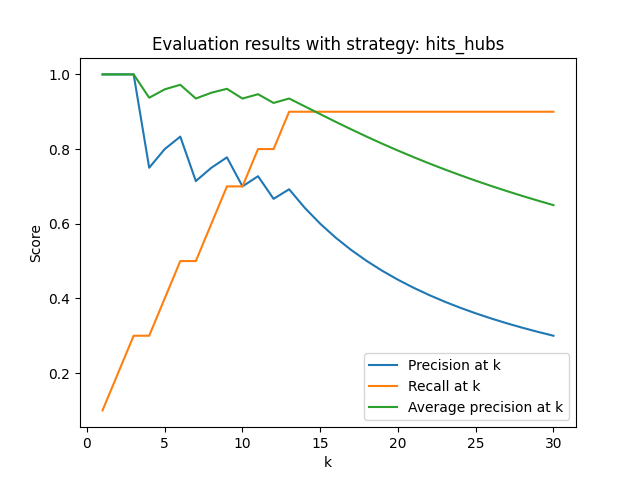 Evaluation results with strategy: hits_hubs
Score
1.0
0.8
0.6
0.4
0.2
0 5 10 15 20 25 30
k
Precision at k
Recall at k
Average precision at k